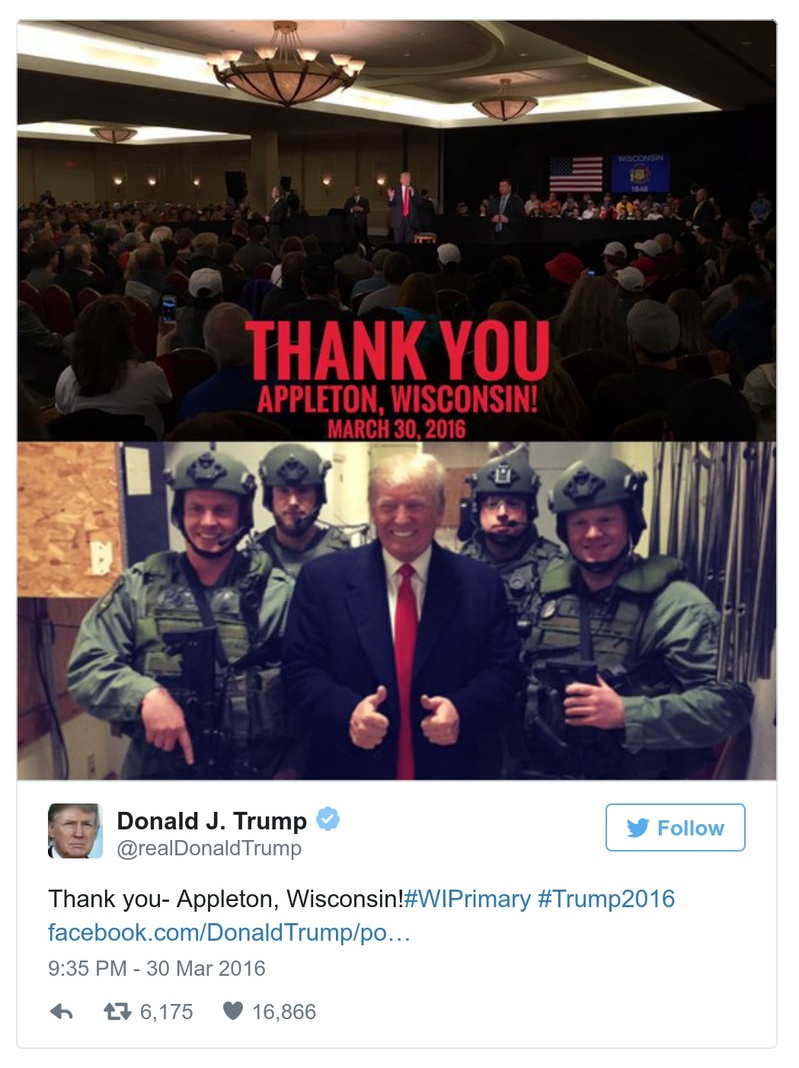 WISCONSIN
1848
THANK YOU
APPLETON, WISCONSIN!
MARCH 30, 2016
Donald J. Trump
@realDonaldTrump
Follow
Thank you- Appleton, Wisconsin!#WIPrimary #Trump2016
facebook.com/DonaldTrump/po…
9:35 PM - 30 Mar 2016
6,175
16,866